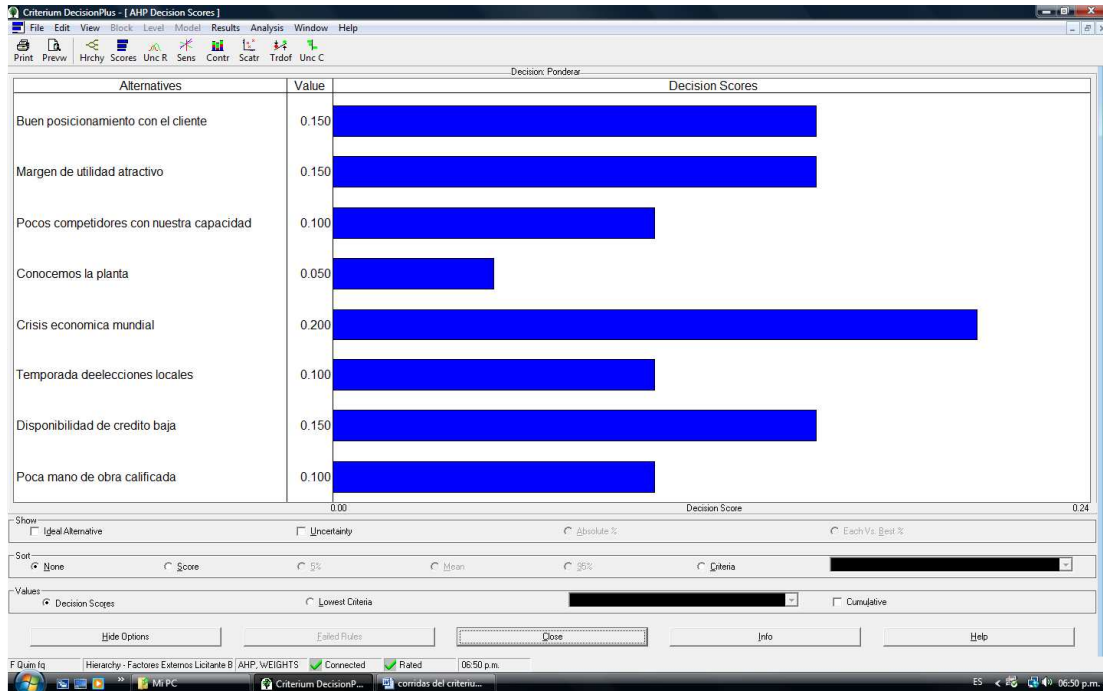 Criterium DecisionPlus - [ AHP Decision Scores ]
File Edit View Block Level Model Results Analysis Window Help
Print Prevw Hrchy Scores Unc R Sens Contr Scatr Trdof Unc C
Decision: Ponderar
Alternatives Value Decision Scores
Buen posicionamiento con el cliente 0.150
Margen de utilidad atractivo 0.150
Pocos competidores con nuestra capacidad 0.100
Conocemos la planta 0.050
Crisis economica mundial 0.200
Temporada deelecciones locales 0.100
Disponibilidad de credito baja 0.150
Poca mano de obra calificada 0.100
0.00 Decision Score 0.24
Show
Ideal Alternative Uncertainty Absolute % Each Vs. Best %
Sort
None Score 5% Mean 95% Criteria
Values
Decision Scores Lowest Criteria Cumulative
Hide Options Failed Rules Close Info Help
F Quim fq Hierarchy - Factores Externos Licitante B AHP, WEIGHTS Connected Rated 06:50 p.m.
Mi PC Criterium DecisionP... corridas del criteriu... ES 06:50 p.m.